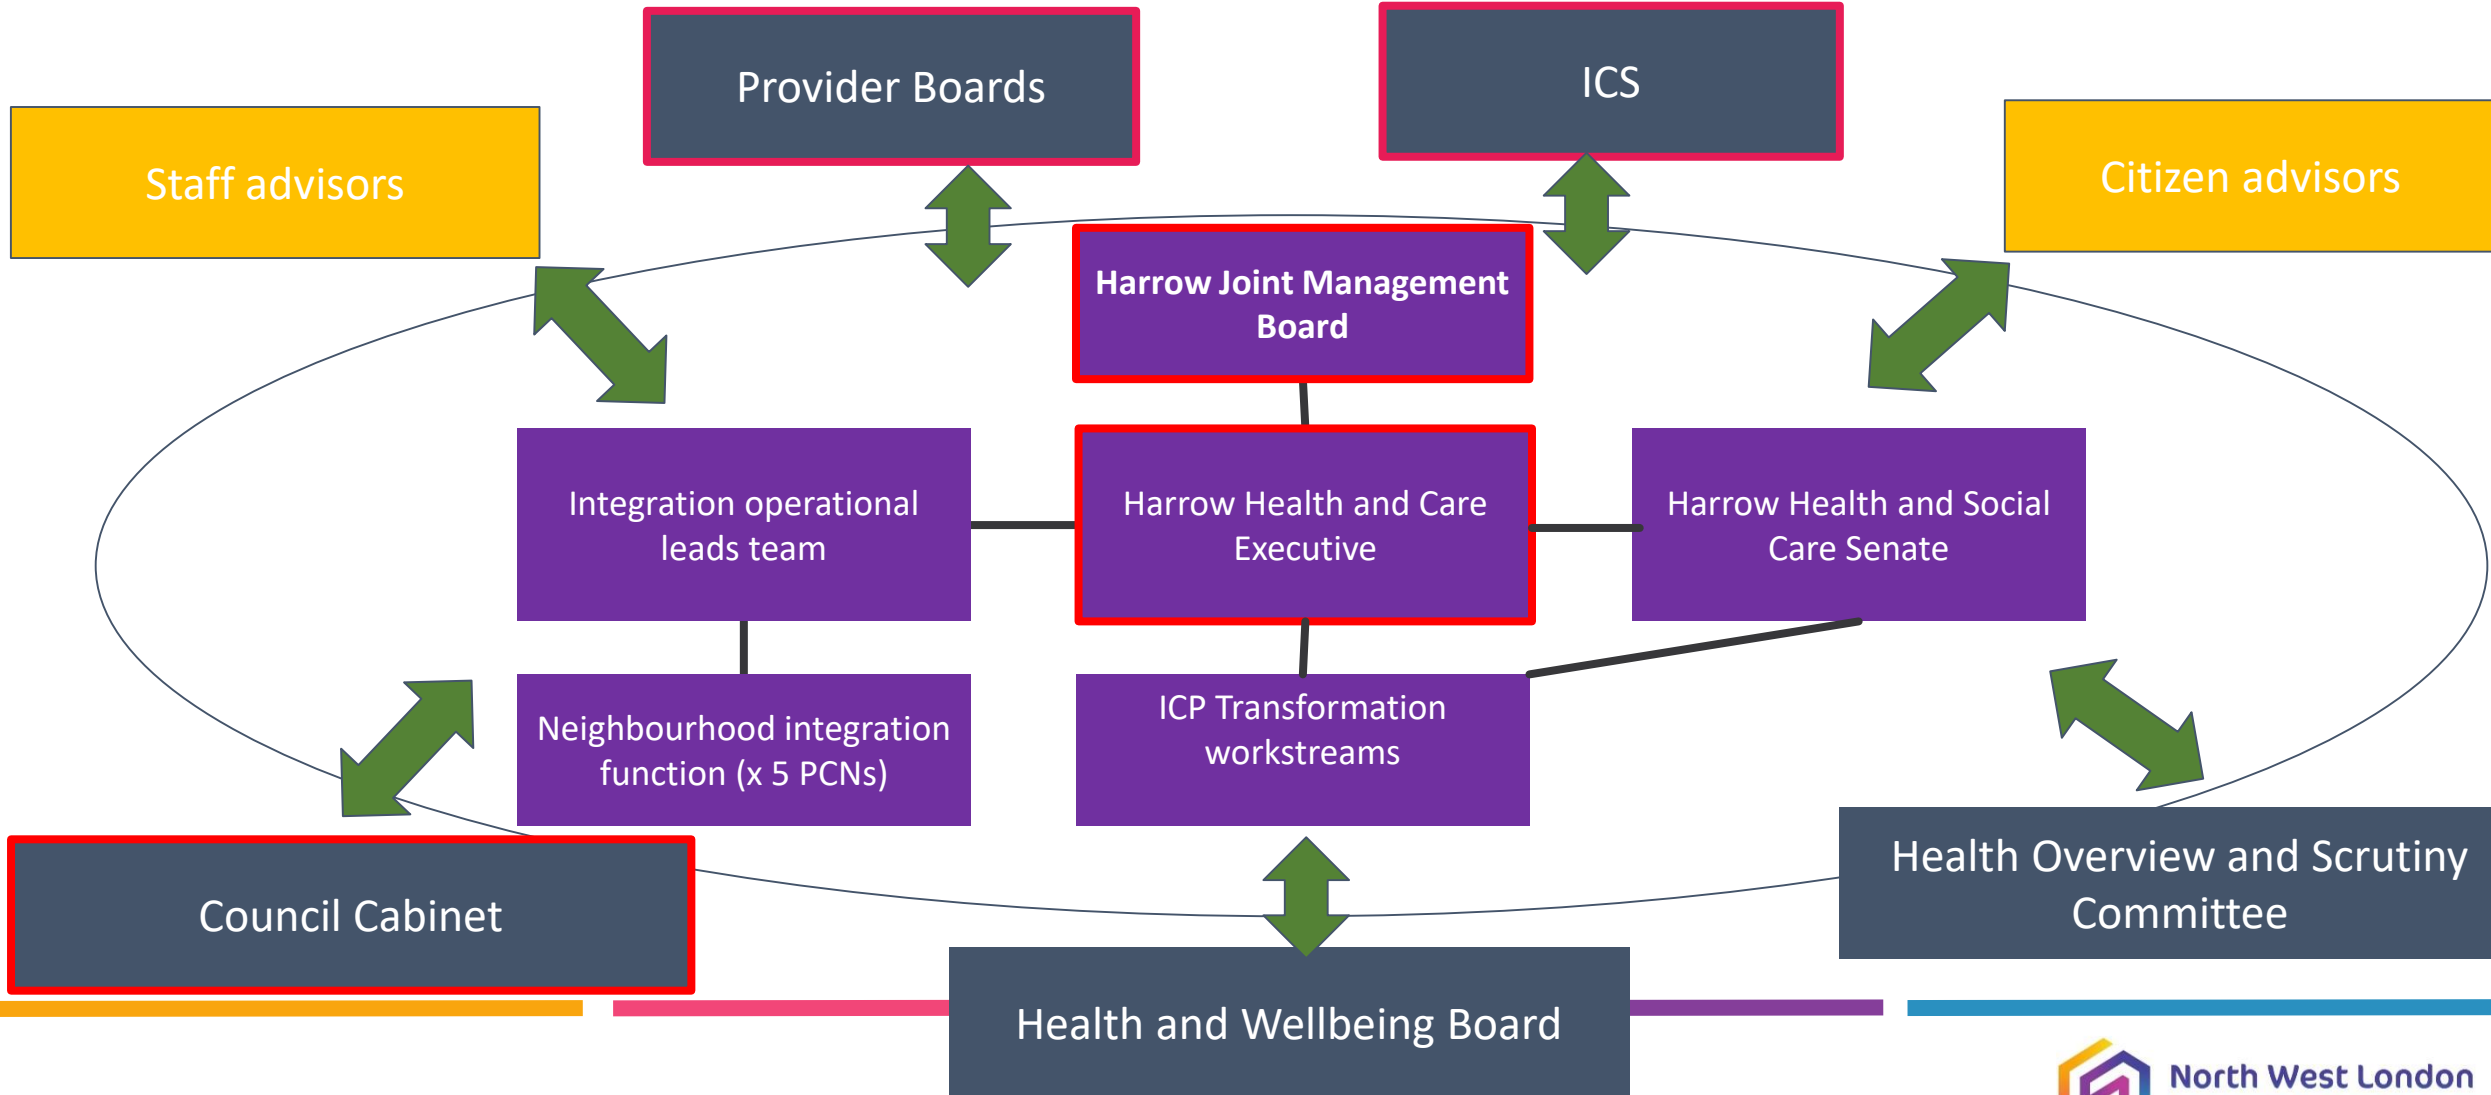 Provider Boards
ICS
Staff advisors
Citizen advisors
Harrow Joint Management
Board
Integration operational
leads team
Harrow Health and Care
Executive
Harrow Health and Social
Care Senate
Neighbourhood integration
function (x 5 PCNs)
ICP Transformation
workstreams
Council Cabinet
Health Overview and Scrutiny
Committee
Health and Wellbeing Board
North West London